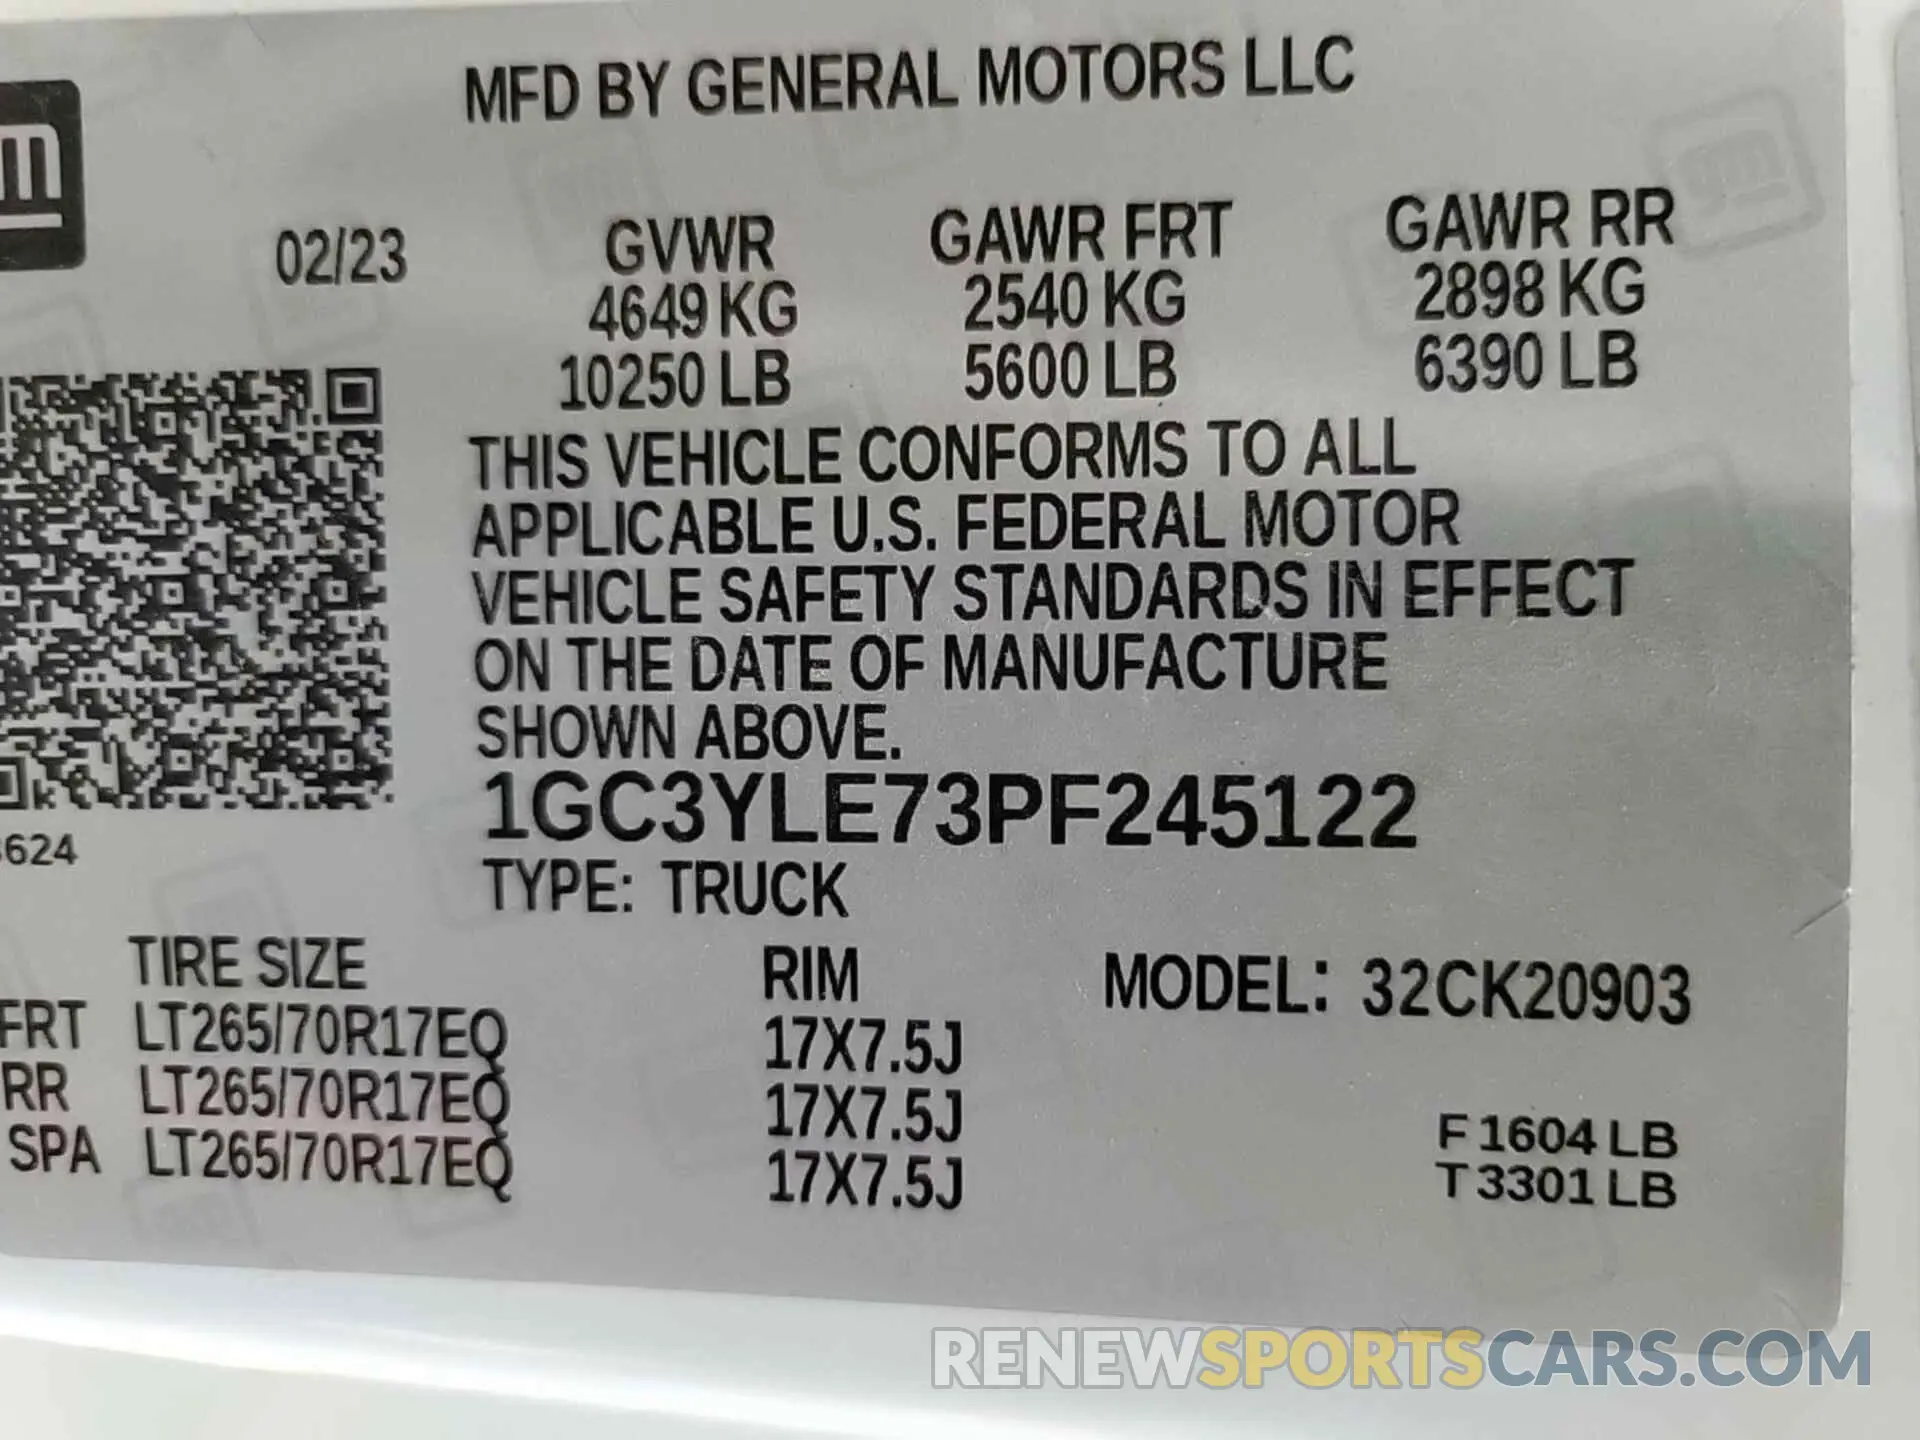 MFD BY GENERAL MOTORS LLC
02/23 GVWR GAWR FRT GAWR RR
4649 KG 2540 KG 2898 KG
10250 LB 5600 LB 6390 LB
THIS VEHICLE CONFORMS TO ALL
APPLICABLE U.S. FEDERAL MOTOR
VEHICLE SAFETY STANDARDS IN EFFECT
ON THE DATE OF MANUFACTURE
SHOWN ABOVE.
1GC3YLE73PF245122
624
TYPE: TRUCK
TIRE SIZE RIM MODEL: 32CK20903
FRT LT265/70R17EQ 17X7.5J
RR LT265/70R17EQ 17X7.5J
SPA LT265/70R17EQ 17X7.5J
F 1604 LB
T 3301 LB
RENEWSPORTSCARS.COM